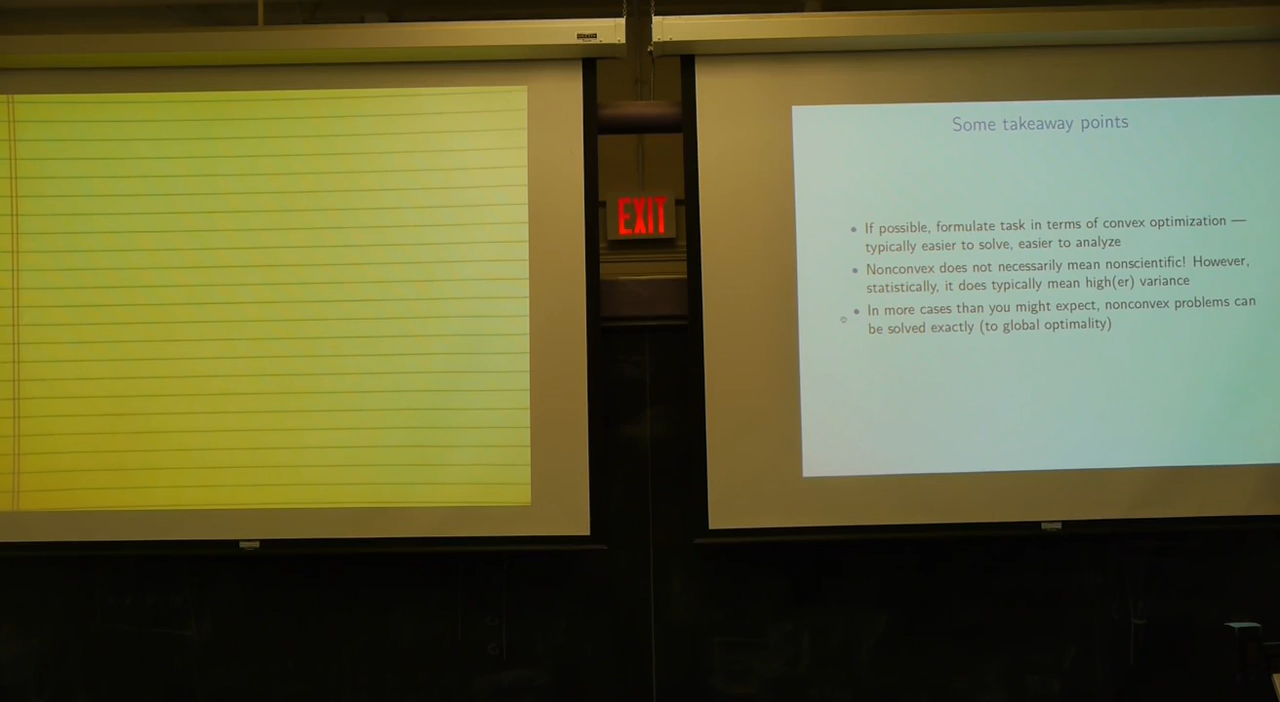 EXIT
Some takeaway points
• If possible, formulate task in terms of convex optimization —
typically easier to solve, easier to analyze
• Nonconvex does not necessarily mean nonscientific! However,
statistically, it does typically mean high(er) variance
• In more cases than you might expect, nonconvex problems can
be solved exactly (to global optimality)